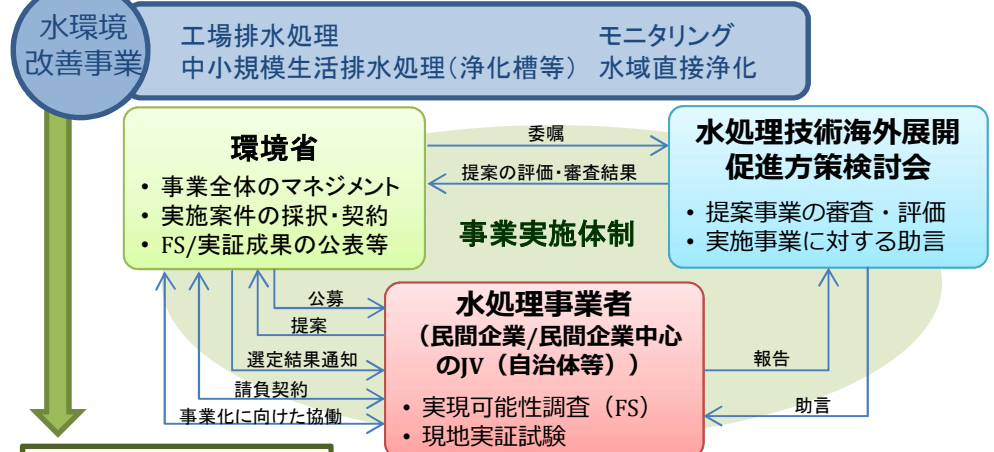 水環境
改善事業
工場排水処理 モニタリング
中小規模生活排水処理(浄化槽等) 水域直接浄化
環境省
• 事業全体のマネジメント
• 実施案件の採択・契約
• FS/実証成果の公表等
委嘱
提案の評価・審査結果
水処理技術海外展開
促進方策検討会
• 提案事業の審査・評価
• 実施事業に対する助言
事業実施体制
公募
提案
選定結果通知
請負契約
事業化に向けた協働
水処理事業者
(民間企業/民間企業中心
のJV(自治体等))
• 実現可能性調査(FS)
• 現地実証試験
報告
助言